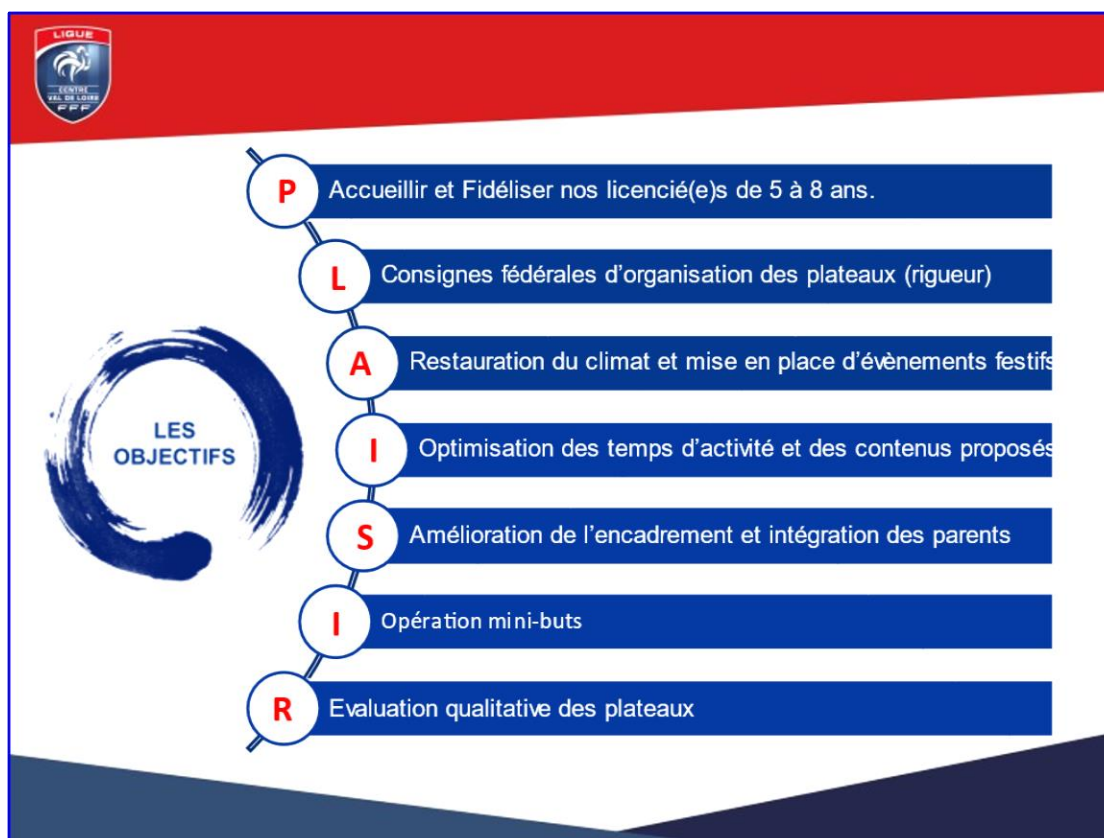 LIGUE
CENTRE
VAL DE LOIRE
FFF
P
Accueillir et Fidéliser nos licencié(e)s de 5 à 8 ans.
L
Consignes fédérales d'organisation des plateaux (rigueur)
A
Restauration du climat et mise en place d'évènements festifs
LES
OBJECTIFS
I
Optimisation des temps d'activité et des contenus proposés
S
Amélioration de l'encadrement et intégration des parents
I
Opération mini-buts
R
Evaluation qualitative des plateaux